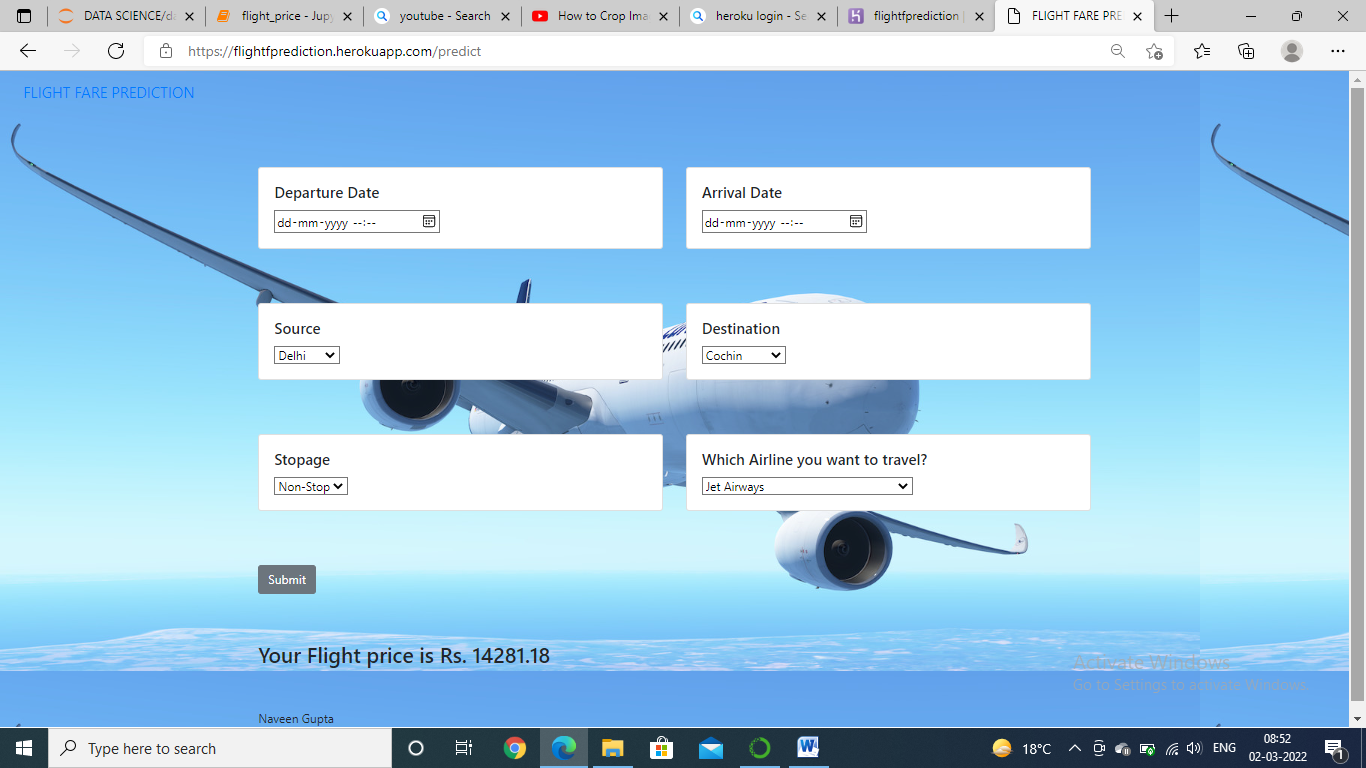 DATA SCIENCE/da
flight_price - Jupy
youtube - Search
How to Crop Ima
heroku login - Se
flightfprediction |
FLIGHT FARE PRE
https://flightfprediction.herokuapp.com/predict
FLIGHT FARE PREDICTION
Departure Date
Arrival Date
dd-mm-yyyy --:--
dd-mm-yyyy --:--
Source
Destination
Delhi
Cochin
Stopage
Which Airline you want to travel?
Non-Stop
Jet Airways
Submit
Your Flight price is Rs. 14281.18
Activate Windows
Go to Settings to activate Windows.
Naveen Gupta
Type here to search
18°C
ENG
08:52
02-03-2022
1